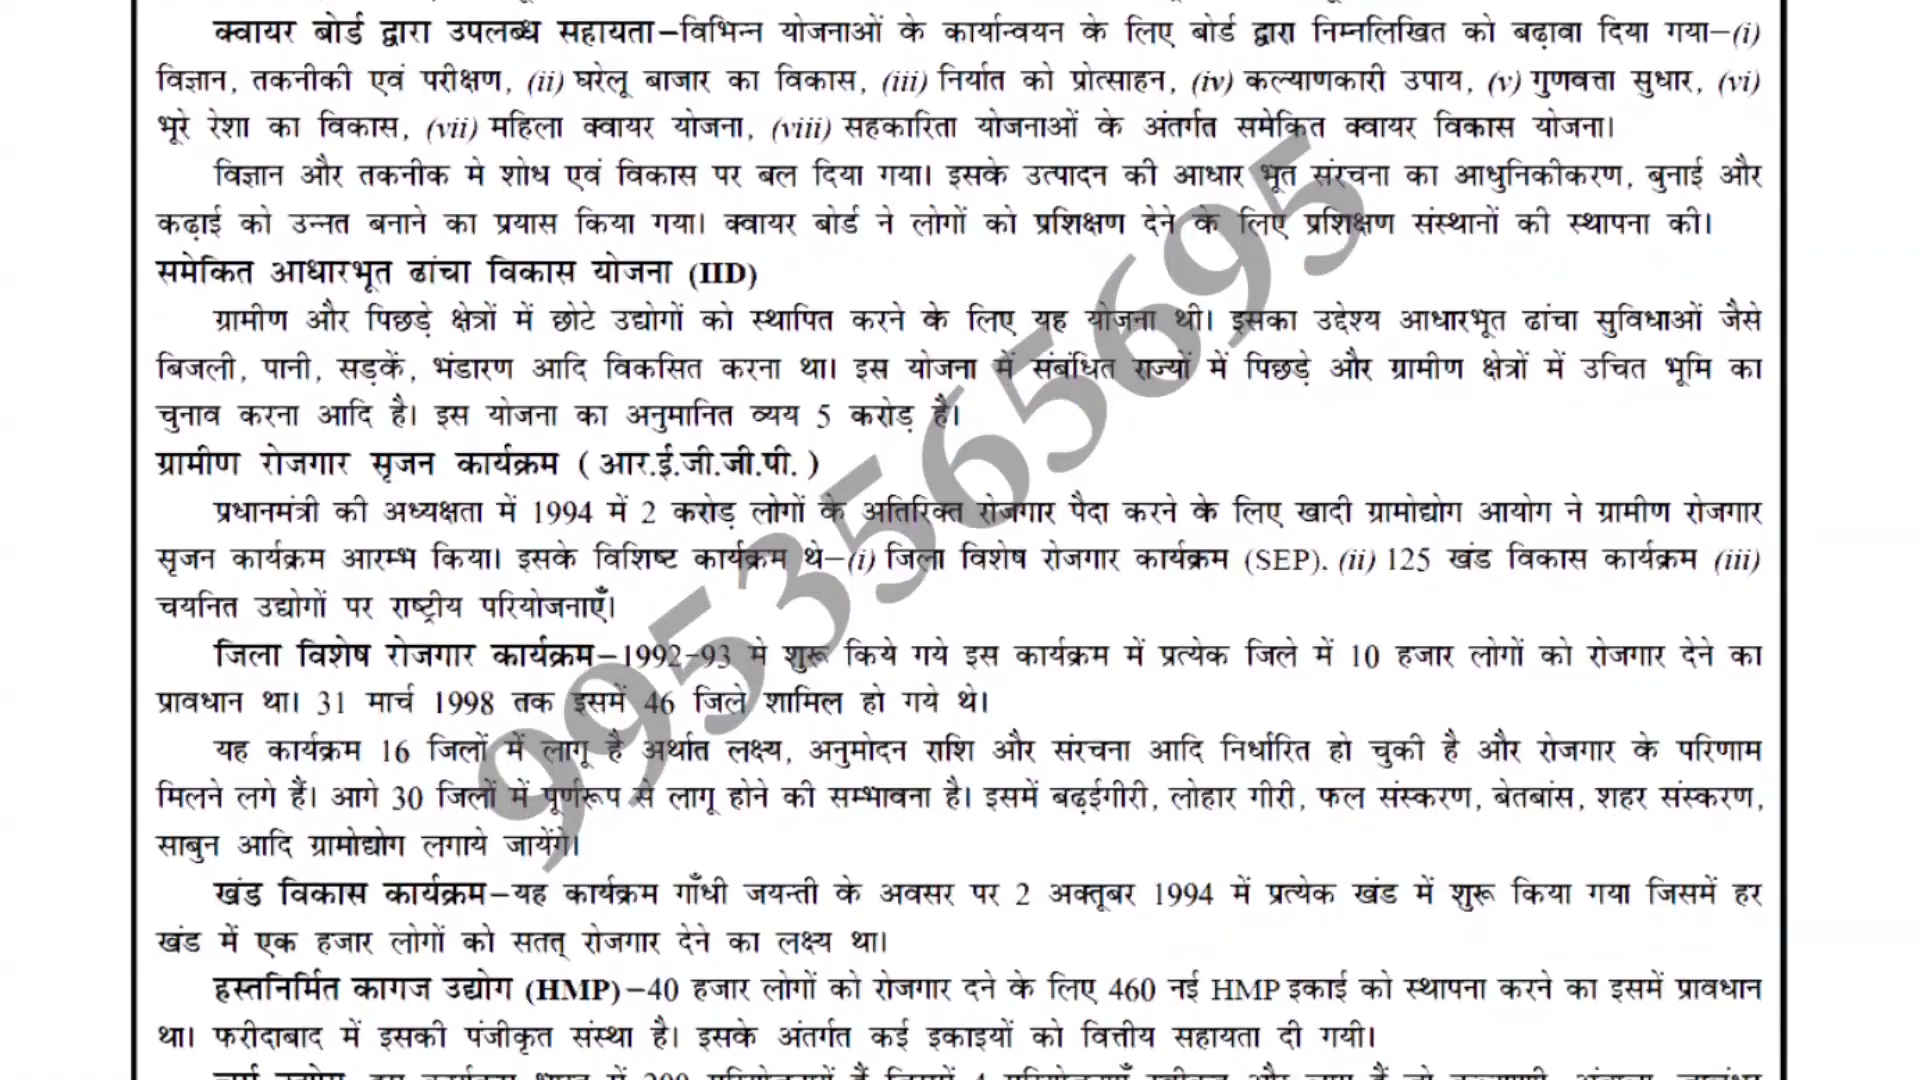 क्वायर बोर्ड द्वारा उपलब्ध सहायता–विभिन्न योजनाओं के कार्यान्वयन के लिए बोर्ड द्वारा निम्नलिखित को बढ़ावा दिया गया–(i)
विज्ञान, तकनीकी एवं परीक्षण, (ii) घरेलू बाजार का विकास, (iii) निर्यात को प्रोत्साहन, (iv) कल्याणकारी उपाय, (v) गुणवत्ता सुधार, (vi)
भूरे रेशा का विकास, (vii) महिला क्वायर योजना, (viii) सहकारिता योजनाओं के अंतर्गत समेकित क्वायर विकास योजना।
विज्ञान और तकनीक मे शोध एवं विकास पर बल दिया गया। इसके उत्पादन की आधार भूत संरचना का आधुनिकीकरण, बुनाई और
कढ़ाई को उन्नत बनाने का प्रयास किया गया। क्वायर बोर्ड ने लोगों को प्रशिक्षण देने के लिए प्रशिक्षण संस्थानों की स्थापना की।
समेकित आधारभूत ढांचा विकास योजना (IID)
ग्रामीण और पिछड़े क्षेत्रों में छोटे उद्योगों को स्थापित करने के लिए यह योजना थी। इसका उद्देश्य आधारभूत ढांचा सुविधाओं जैसे
बिजली, पानी, सड़कें, भंडारण आदि विकसित करना था। इस योजना में संबंधित राज्यों में पिछड़े और ग्रामीण क्षेत्रों में उचित भूमि का
चुनाव करना आदि है। इस योजना का अनुमानित व्यय 5 करोड़ है।
ग्रामीण रोजगार सृजन कार्यक्रम ( आर.ई.जी.जी.पी. )
प्रधानमंत्री की अध्यक्षता में 1994 में 2 करोड़ लोगों के अतिरिक्त रोजगार पैदा करने के लिए खादी ग्रामोद्योग आयोग ने ग्रामीण रोजगार
सृजन कार्यक्रम आरम्भ किया। इसके विशिष्ट कार्यक्रम थे–(i) जिला विशेष रोजगार कार्यक्रम (SEP). (ii) 125 खंड विकास कार्यक्रम (iii)
चयनित उद्योगों पर राष्ट्रीय परियोजनाएँ।
जिला विशेष रोजगार कार्यक्रम–1992-93 मे शुरू किये गये इस कार्यक्रम में प्रत्येक जिले में 10 हजार लोगों को रोजगार देने का
प्रावधान था। 31 मार्च 1998 तक इसमें 46 जिले शामिल हो गये थे।
यह कार्यक्रम 16 जिलों में लागू है अर्थात लक्ष्य, अनुमोदन राशि और संरचना आदि निर्धारित हो चुकी है और रोजगार के परिणाम
मिलने लगे हैं। आगे 30 जिलों में पूर्णरूप से लागू होने की सम्भावना है। इसमें बढ़ईगीरी, लोहार गीरी, फल संस्करण, बेतबांस, शहर संस्करण,
साबुन आदि ग्रामोद्योग लगाये जायेंगे।
खंड विकास कार्यक्रम–यह कार्यक्रम गाँधी जयन्ती के अवसर पर 2 अक्तूबर 1994 में प्रत्येक खंड में शुरू किया गया जिसमें हर
खंड में एक हजार लोगों को सतत् रोजगार देने का लक्ष्य था।
हस्तनिर्मित कागज उद्योग (HMP)–40 हजार लोगों को रोजगार दने के लिए 460 नई HMP इकाई को स्थापना करने का इसमें प्रावधान
था। फरीदाबाद में इसकी पंजीकृत संस्था है। इसके अंतर्गत कई इकाइयों को वित्तीय सहायता दी गयी।
9953565695